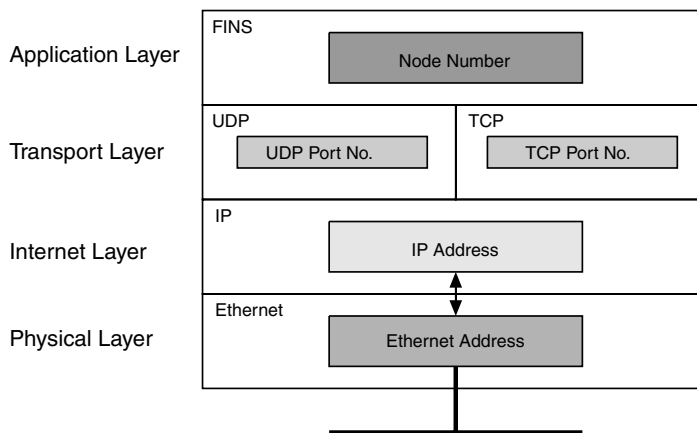 FINS
Application Layer
Node Number
UDP
TCP
Transport Layer
UDP Port No.
TCP Port No.
IP
Internet Layer
IP Address
Ethernet
Physical Layer
Ethernet Address